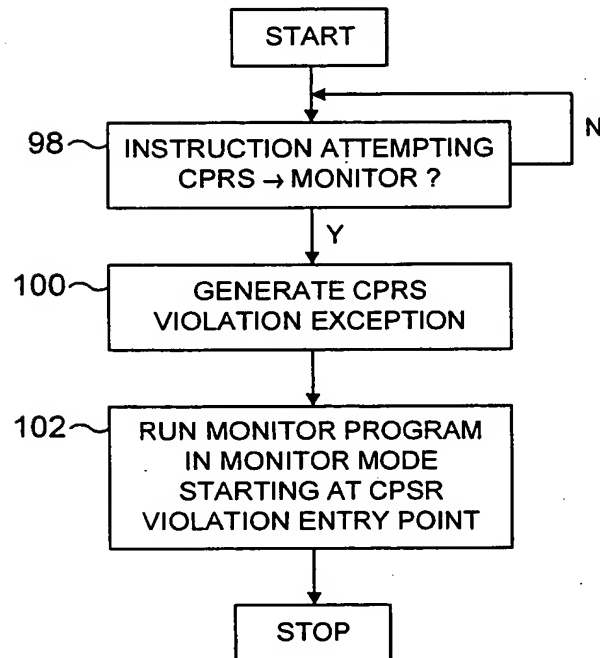 START
98
INSTRUCTION ATTEMPTING
CPRS → MONITOR ?
N
Y
100
GENERATE CPRS
VIOLATION EXCEPTION
102
RUN MONITOR PROGRAM
IN MONITOR MODE
STARTING AT CPSR
VIOLATION ENTRY POINT
STOP